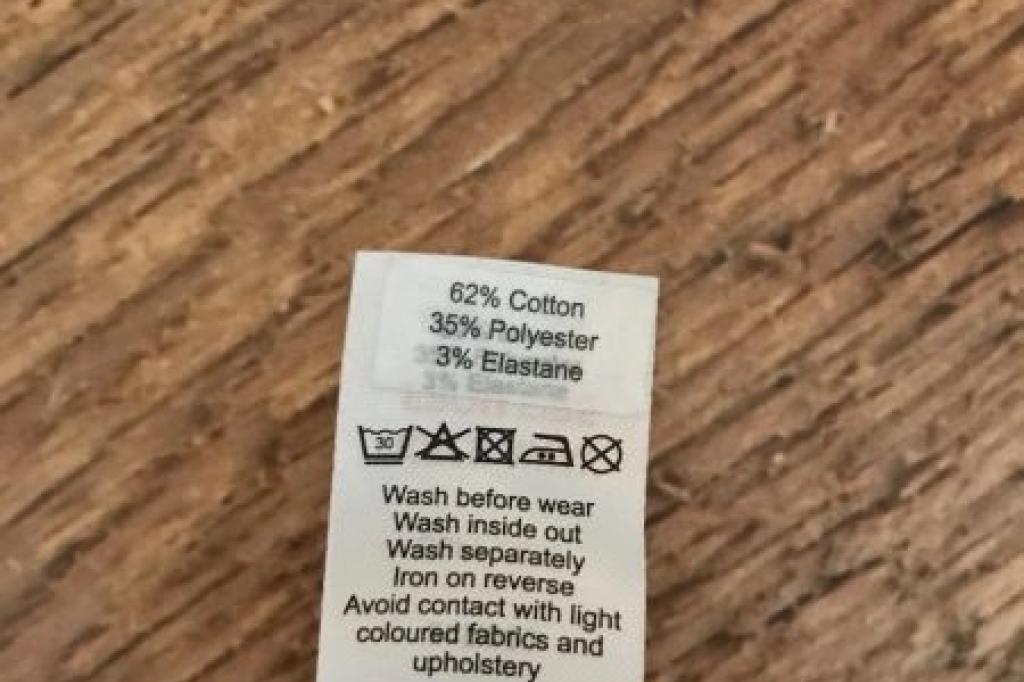 62% Cotton
35% Polyester
3% Elastane
30
Wash before wear
Wash inside out
Wash separately
Iron on reverse
Avoid contact with light
coloured fabrics and
upholstery